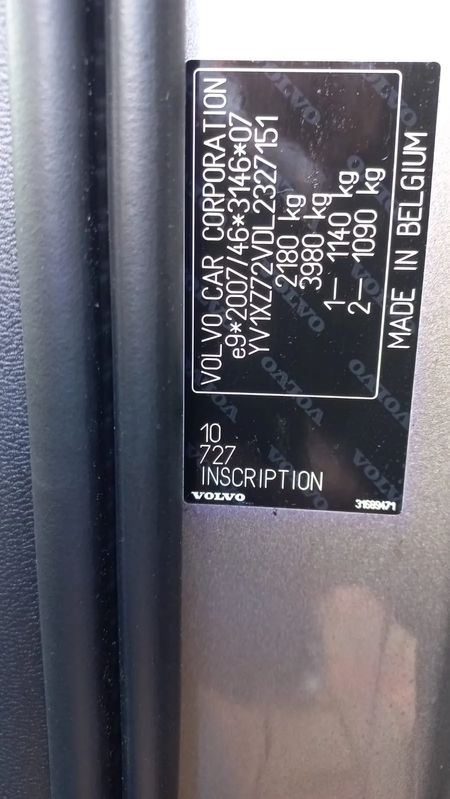 VOLVO CAR CORPORATION
e9*2007/46*3146*07
YV1XZ72VDL2327151
2180 kg
3980 kg
1— 1140 kg
2— 1090 kg
MADE IN BELGIUM
10
727
INSCRIPTION
VOLVO
31689471